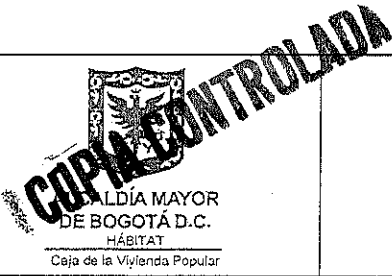 COPIA CONTROLADA
ALCALDÍA MAYOR
DE BOGOTÁ D.C.
HÁBITAT
Caja de la Vivienda Popular